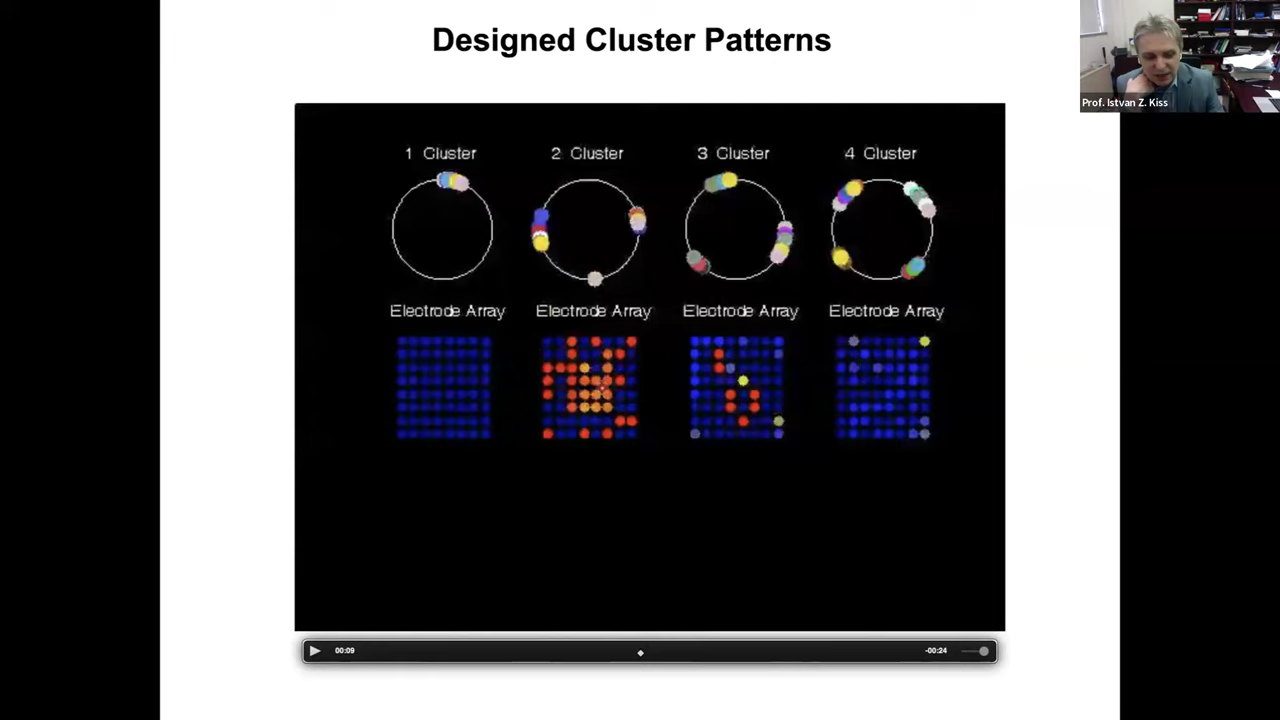 Designed Cluster Patterns
Prof. Istvan Z. Kiss
1 Cluster 2 Cluster 3 Cluster 4 Cluster
Electrode Array Electrode Array Electrode Array Electrode Array
00:09 -00:24